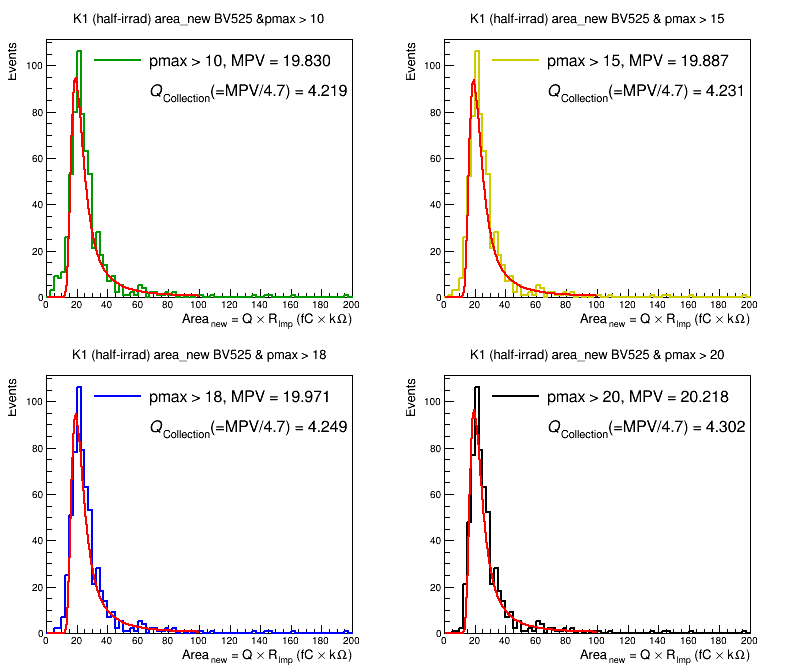 K1 (half-irrad) area_new BV525 &pmax > 10
Events
pmax > 10, MPV = 19.830
QCollection(=MPV/4.7) = 4.219
100
80
60
40
20
0
0 20 40 60 80 100 120 140 160 180 200
Areanew = Q × RImp (fC × kΩ)
K1 (half-irrad) area_new BV525 & pmax > 15
Events
pmax > 15, MPV = 19.887
QCollection(=MPV/4.7) = 4.231
100
80
60
40
20
0
0 20 40 60 80 100 120 140 160 180 200
Areanew = Q × RImp (fC × kΩ)
K1 (half-irrad) area_new BV525 & pmax > 18
Events
pmax > 18, MPV = 19.971
QCollection(=MPV/4.7) = 4.249
100
80
60
40
20
0
0 20 40 60 80 100 120 140 160 180 200
Areanew = Q × RImp (fC × kΩ)
K1 (half-irrad) area_new BV525 & pmax > 20
Events
pmax > 20, MPV = 20.218
QCollection(=MPV/4.7) = 4.302
100
80
60
40
20
0
0 20 40 60 80 100 120 140 160 180 200
Areanew = Q × RImp (fC × kΩ)